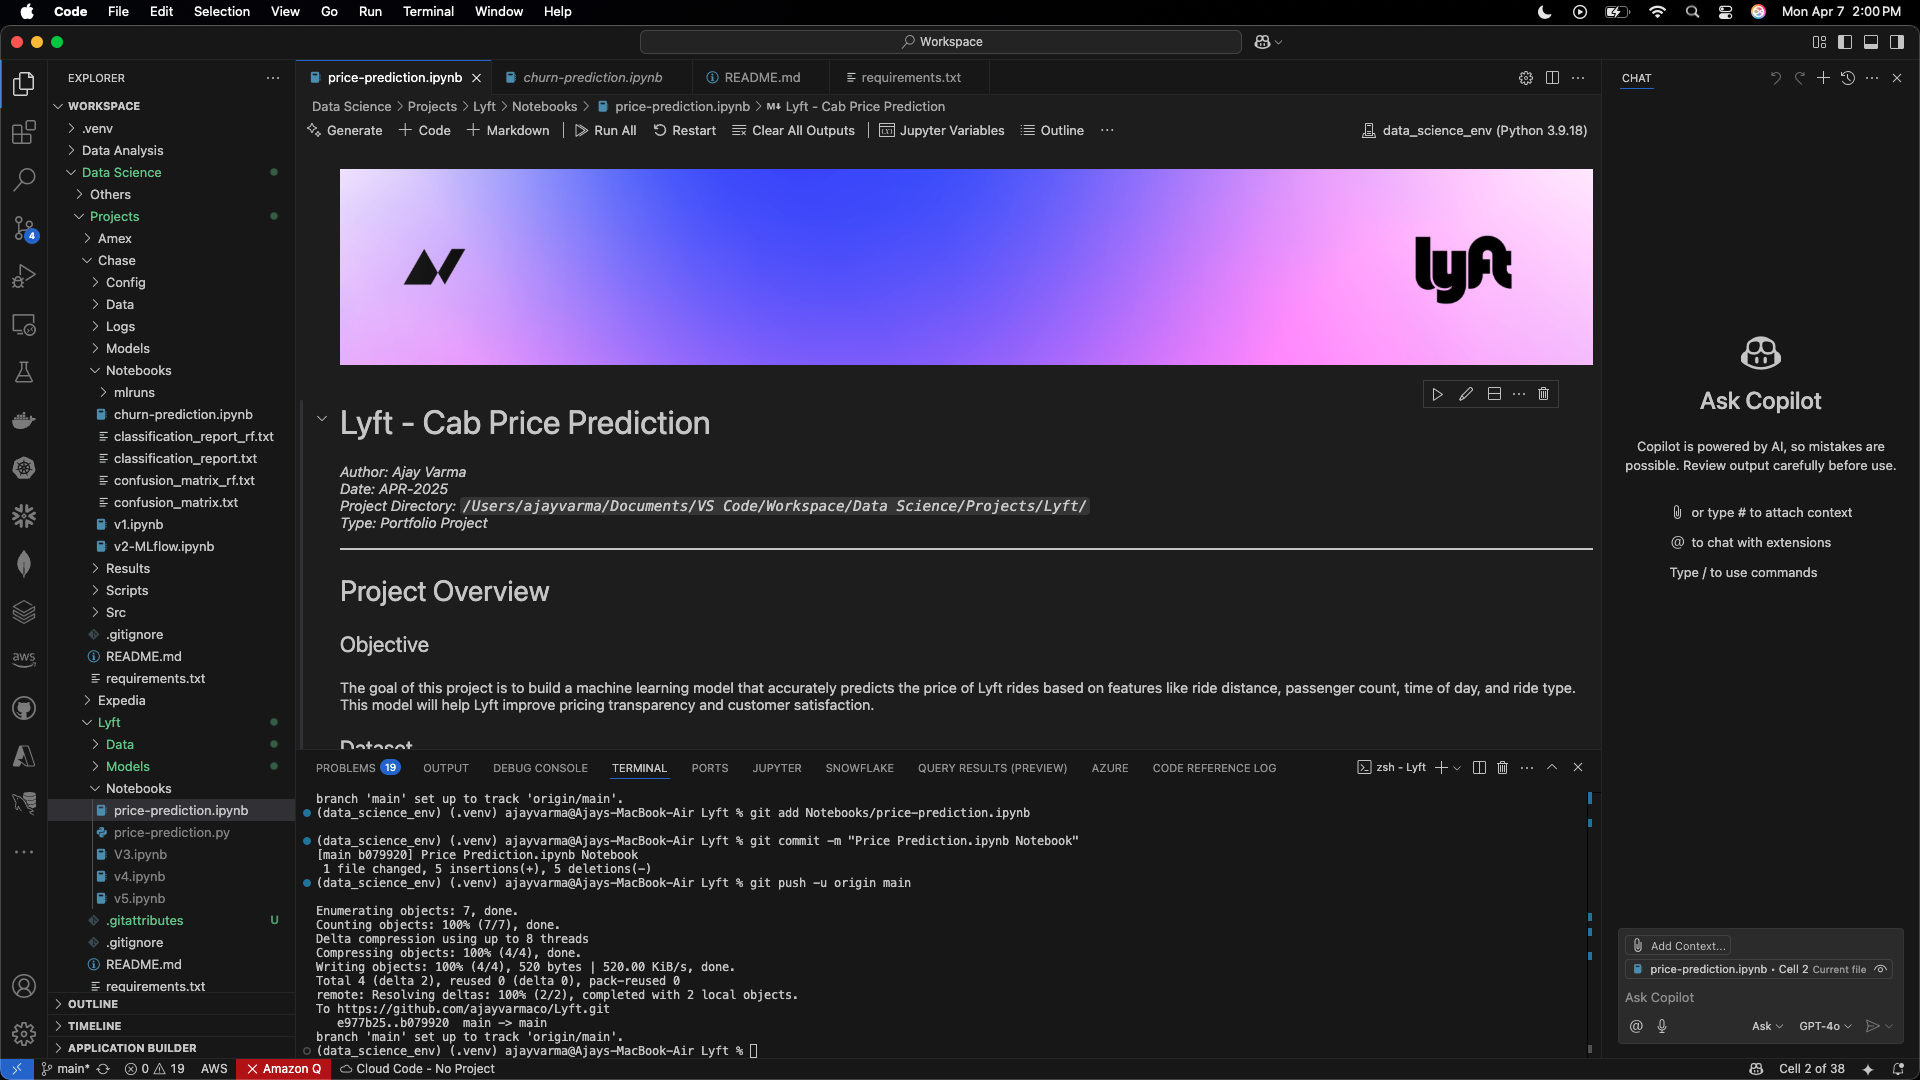 Code File Edit Selection View Go Run Terminal Window Help
Mon Apr 7 2:00 PM
Workspace
EXPLORER
WORKSPACE
.venv
Data Analysis
Data Science
Others
Projects
Amex
Chase
Config
Data
Logs
Models
Notebooks
mlruns
churn-prediction.ipynb
classification_report_rf.txt
classification_report.txt
confusion_matrix_rf.txt
confusion_matrix.txt
v1.ipynb
v2-MLflow.ipynb
Results
Scripts
Src
.gitignore
README.md
requirements.txt
Expedia
Lyft
Data
Models
Notebooks
price-prediction.ipynb
price-prediction.py
V3.ipynb
v4.ipynb
v5.ipynb
.gitattributes U
.gitignore
README.md
requirements.txt
OUTLINE
TIMELINE
APPLICATION BUILDER
4
aws
price-prediction.ipynb churn-prediction.ipynb README.md requirements.txt
Data Science > Projects > Lyft > Notebooks > price-prediction.ipynb > M↓ Lyft - Cab Price Prediction
Generate + Code + Markdown Run All Restart Clear All Outputs Jupyter Variables Outline ··· data_science_env (Python 3.9.18)
lyft
Lyft - Cab Price Prediction
Author: Ajay Varma
Date: APR-2025
Project Directory: /Users/ajayvarma/Documents/VS Code/Workspace/Data Science/Projects/Lyft/
Type: Portfolio Project
Project Overview
Objective
The goal of this project is to build a machine learning model that accurately predicts the price of Lyft rides based on features like ride distance, passenger count, time of day, and ride type.
This model will help Lyft improve pricing transparency and customer satisfaction.
Dataset
PROBLEMS 19 OUTPUT DEBUG CONSOLE TERMINAL PORTS JUPYTER SNOWFLAKE QUERY RESULTS (PREVIEW) AZURE CODE REFERENCE LOG
zsh - Lyft
branch 'main' set up to track 'origin/main'.
(data_science_env) (.venv) ajayvarma@Ajays-MacBook-Air Lyft % git add Notebooks/price-prediction.ipynb
(data_science_env) (.venv) ajayvarma@Ajays-MacBook-Air Lyft % git commit -m "Price Prediction.ipynb Notebook"
[main b079920] Price Prediction.ipynb Notebook
1 file changed, 5 insertions(+), 5 deletions(-)
(data_science_env) (.venv) ajayvarma@Ajays-MacBook-Air Lyft % git push -u origin main
Enumerating objects: 7, done.
Counting objects: 100% (7/7), done.
Delta compression using up to 8 threads
Compressing objects: 100% (4/4), done.
Writing objects: 100% (4/4), 520 bytes | 520.00 KiB/s, done.
Total 4 (delta 2), reused 0 (delta 0), pack-reused 0
remote: Resolving deltas: 100% (2/2), completed with 2 local objects.
To https://github.com/ajayvarmaco/Lyft.git
e977b25..b079920 main -> main
branch 'main' set up to track 'origin/main'.
(data_science_env) (.venv) ajayvarma@Ajays-MacBook-Air Lyft %
CHAT
Ask Copilot
Copilot is powered by AI, so mistakes are
possible. Review output carefully before use.
or type # to attach context
@ to chat with extensions
Type / to use commands
Add Context...
price-prediction.ipynb • Cell 2 Current file
Ask Copilot
@ Ask GPT-4o
main* 0 19 AWS Amazon Q Cloud Code - No Project
Cell 2 of 38